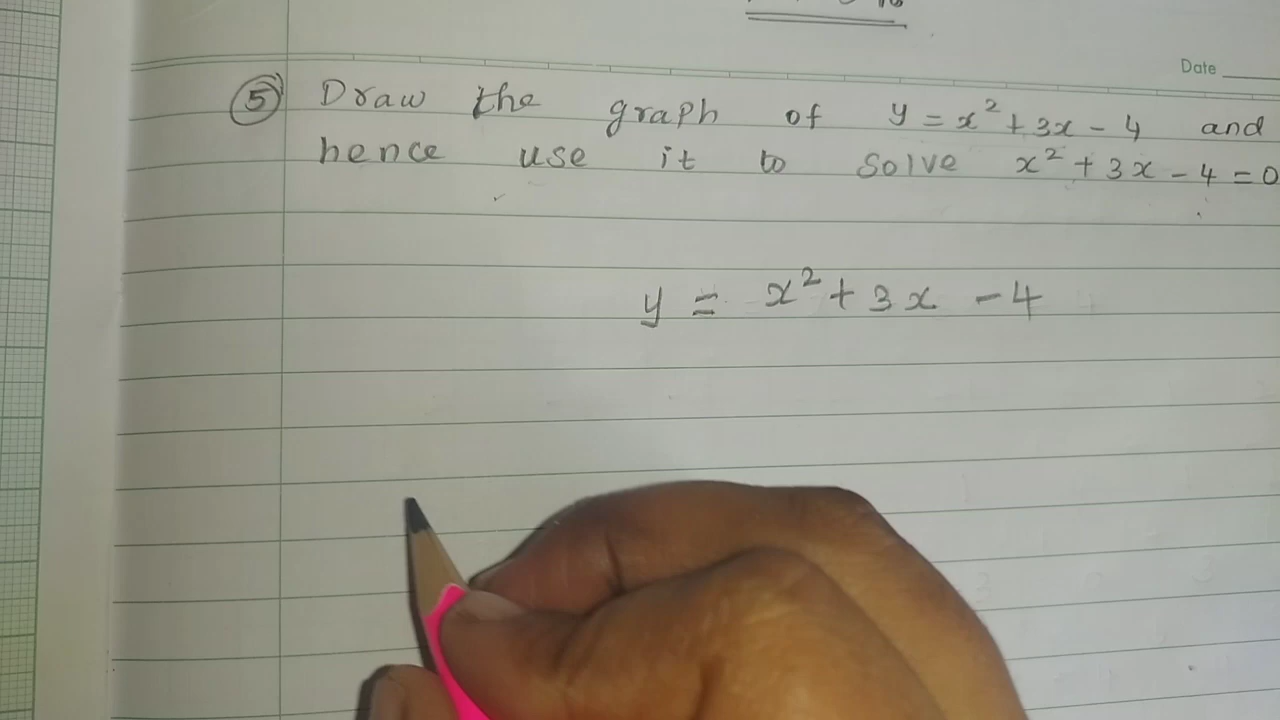 Date
⑤ Draw the graph of y = x² + 3x - 4 and
hence use it to solve x² + 3x - 4 = 0
y = x² + 3x - 4